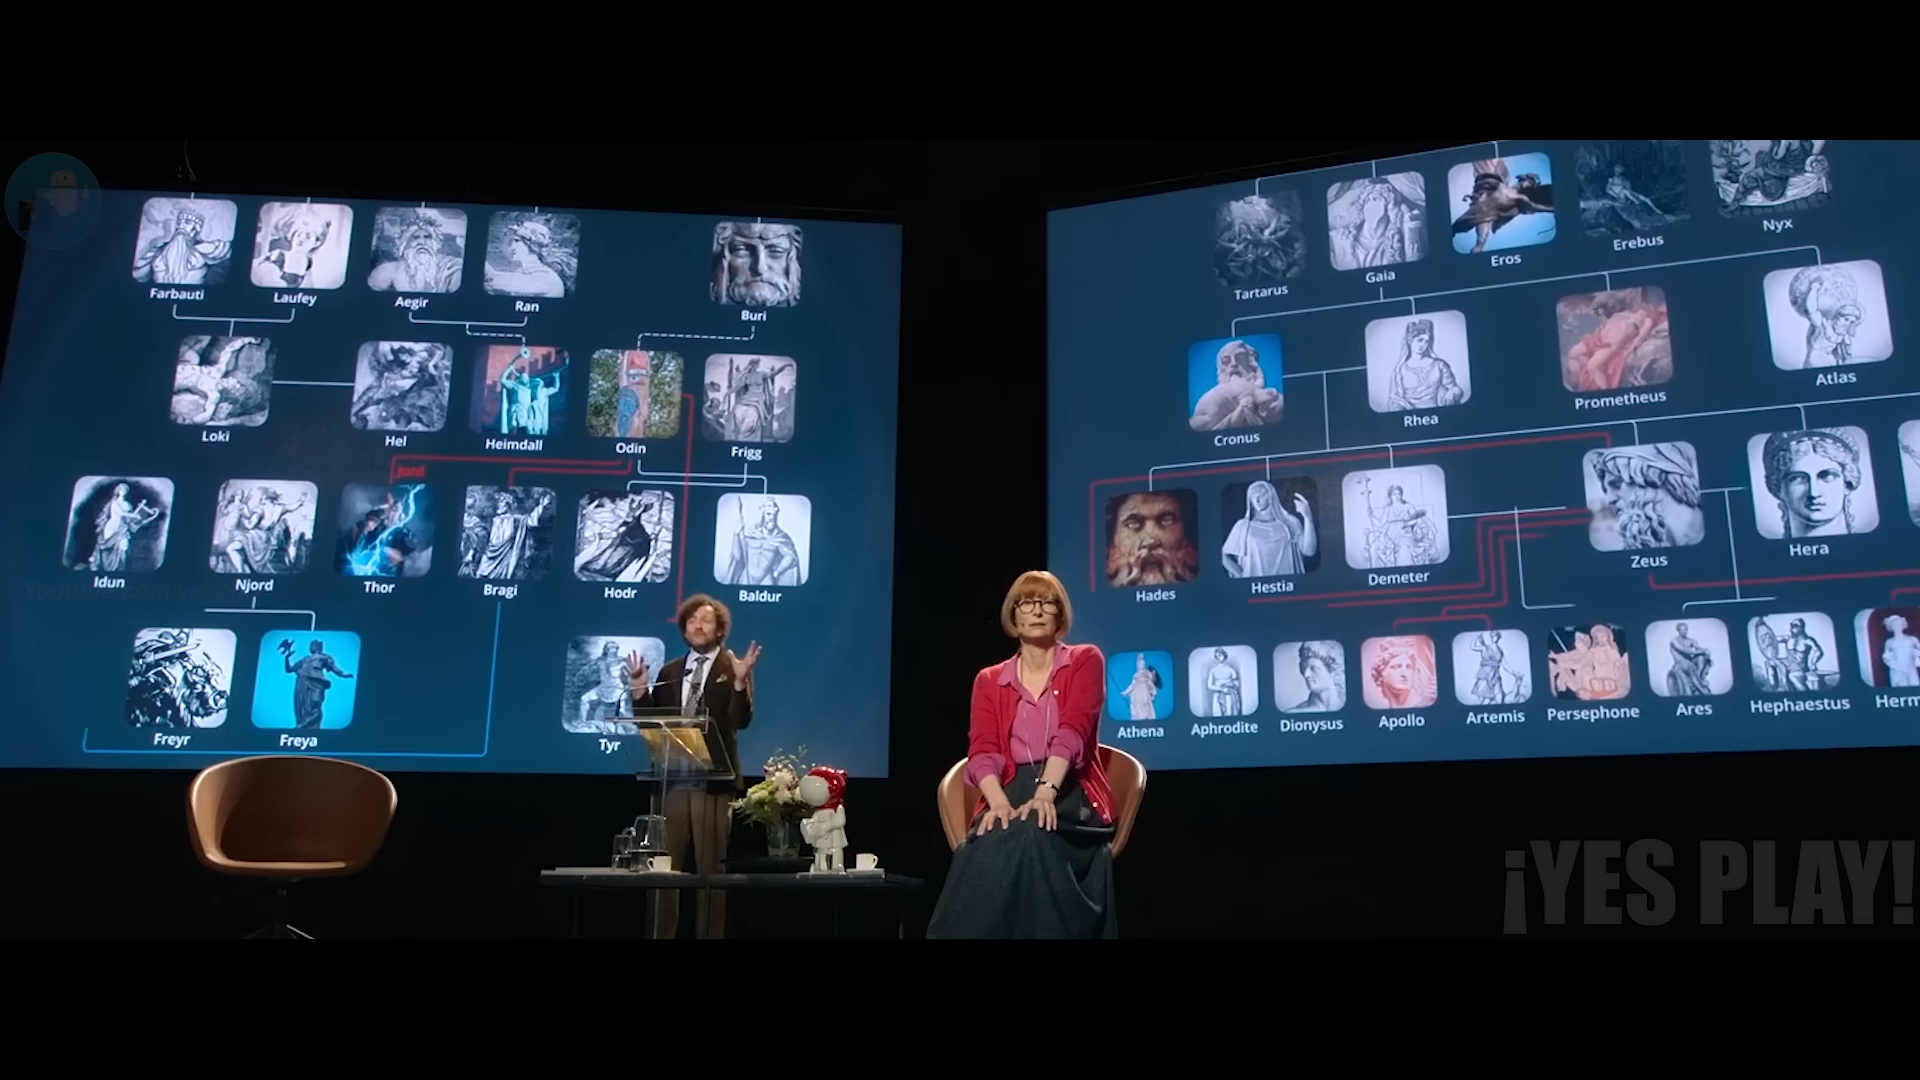 Farbauti
Laufey
Aegir
Ran
Buri
Loki
Hel
Heimdall
Odin
Frigg
Jord
Idun
Njord
Thor
Bragi
Hodr
Baldur
Freyr
Freya
Tyr
Tartarus
Gaia
Eros
Erebus
Nyx
Cronus
Rhea
Prometheus
Atlas
Hades
Hestia
Demeter
Zeus
Hera
Athena
Aphrodite
Dionysus
Apollo
Artemis
Persephone
Ares
Hephaestus
Herm
¡YES PLAY!